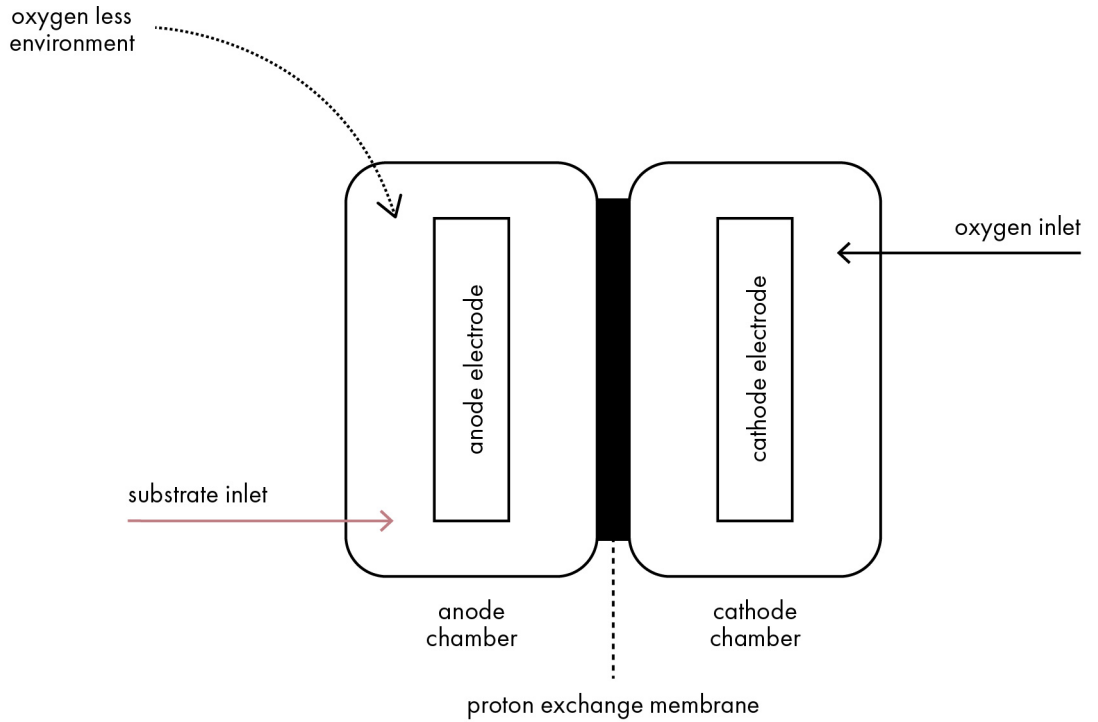 oxygen less
environment
oxygen inlet
anode electrode
cathode electrode
substrate inlet
anode
chamber
cathode
chamber
proton exchange membrane